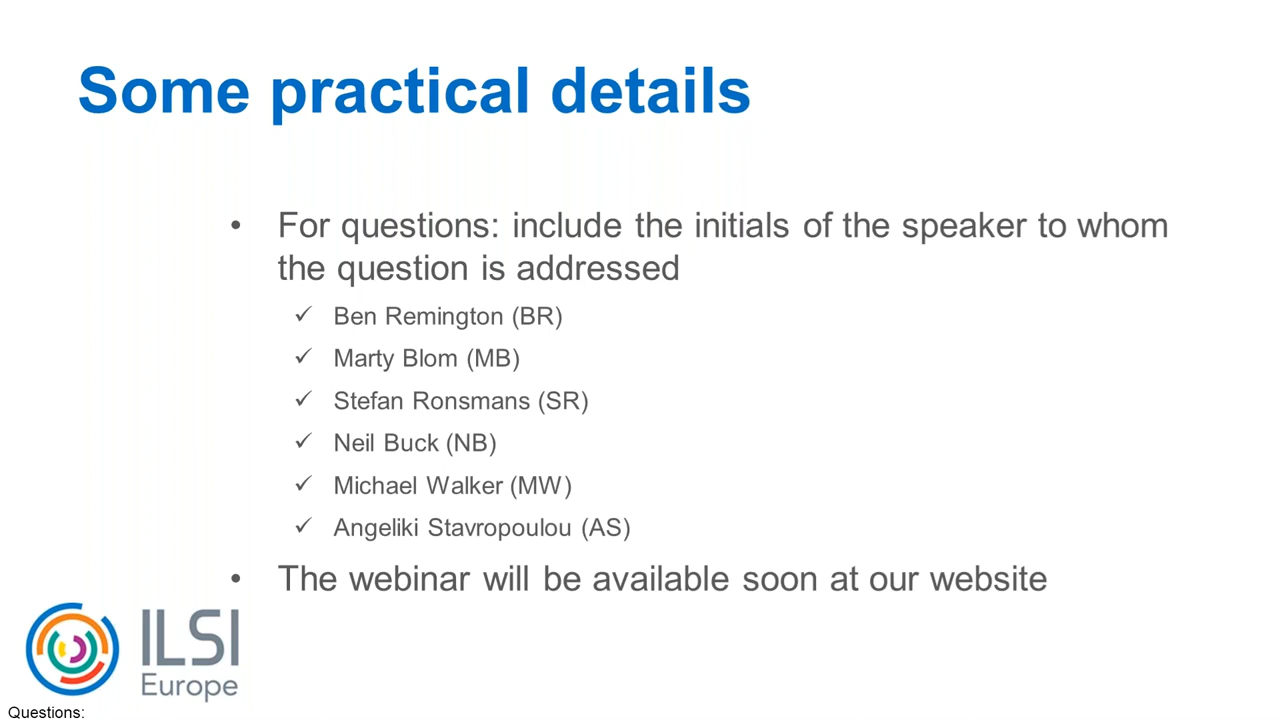 Some practical details
• For questions: include the initials of the speaker to whom
the question is addressed
✓ Ben Remington (BR)
✓ Marty Blom (MB)
✓ Stefan Ronsmans (SR)
✓ Neil Buck (NB)
✓ Michael Walker (MW)
✓ Angeliki Stavropoulou (AS)
• The webinar will be available soon at our website
ILSI
Europe
Questions: